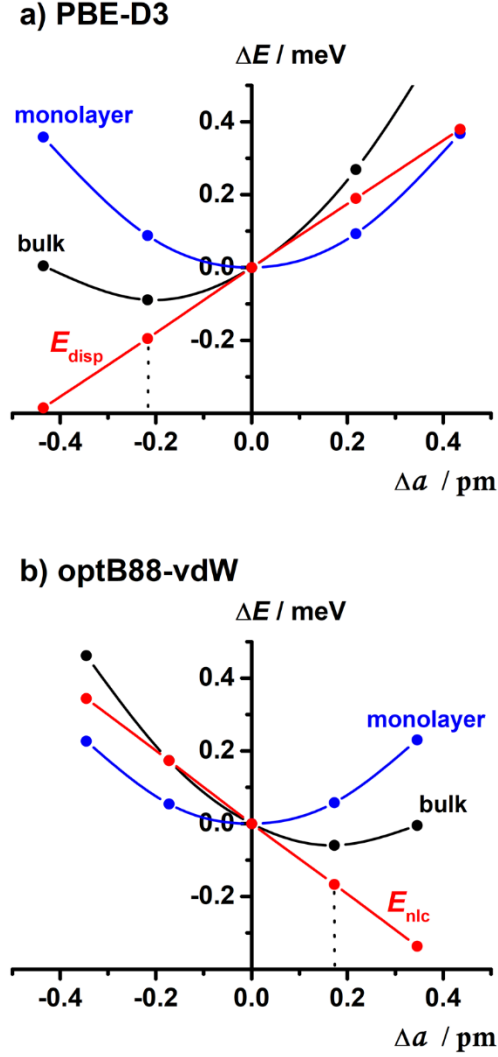 a) PBE-D3
ΔE / meV
monolayer
0.4
0.2
bulk
0.0
E_disp
-0.2
-0.4 -0.2 0.0 0.2 0.4
Δa / pm
b) optB88-vdW
ΔE / meV
0.4
monolayer
0.2
bulk
0.0
-0.2
E_nlc
-0.4 -0.2 0.0 0.2 0.4
Δa / pm